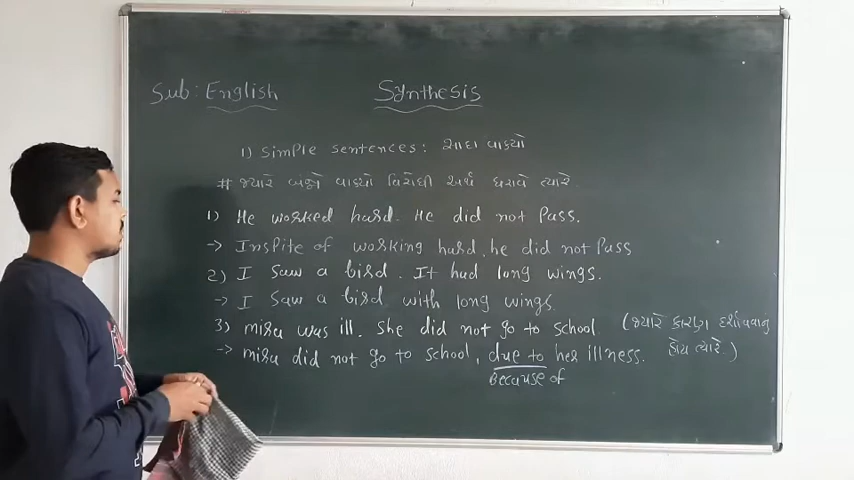 Sub: English
Synthesis
1) Simple sentences: સાદા વાક્યો
# જ્યારે બંન્ને વાક્યો વિરોધી અર્થ ધરાવે ત્યારે.
1) He worked hard. He did not Pass.
→ Inspite of working hard, he did not Pass
2) I saw a bird. It had long wings.
→ I saw a bird with long wings.
3) misu was ill. She did not go to school (જ્યારે કારણ દર્શાવવાનું
→ misu did not go to school, due to her illness. હોય ત્યારે.)
Because of